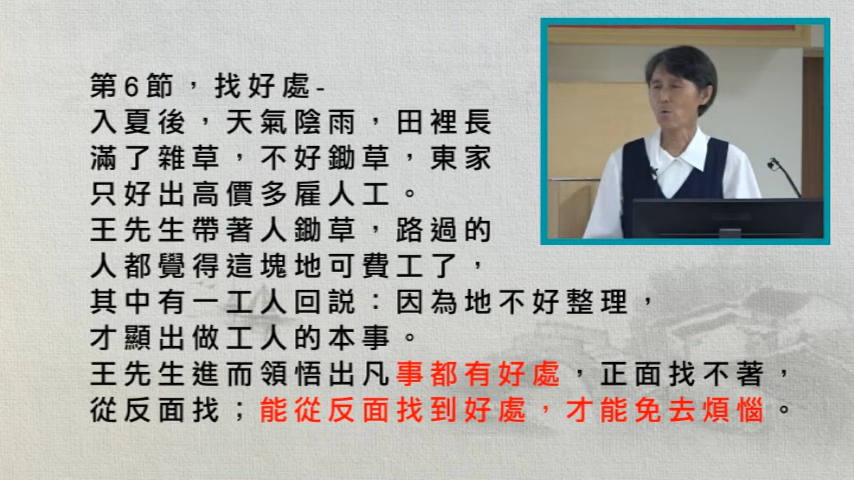 第6節，找好處-
入夏後，天氣陰雨，田裡長
滿了雜草，不好鋤草，東家
只好出高價多雇人工。
王先生帶著人鋤草，路過的
人都覺得這塊地可費工了，
其中有一工人回説：因為地不好整理，
才顯出做工人的本事。
王先生進而領悟出凡事都有好處，正面找不著，
從反面找；能從反面找到好處，才能免去煩惱。